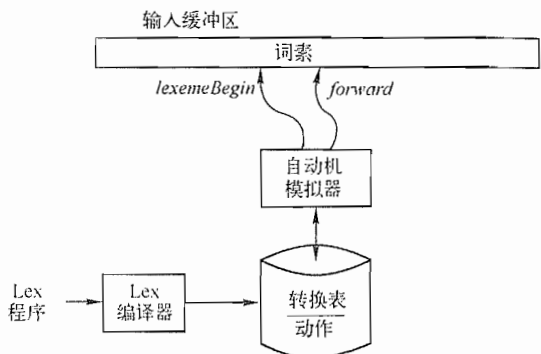 输入缓冲区
词素
lexemeBegin
forward
自动机
模拟器
Lex
程序
Lex
编译器
转换表
动作